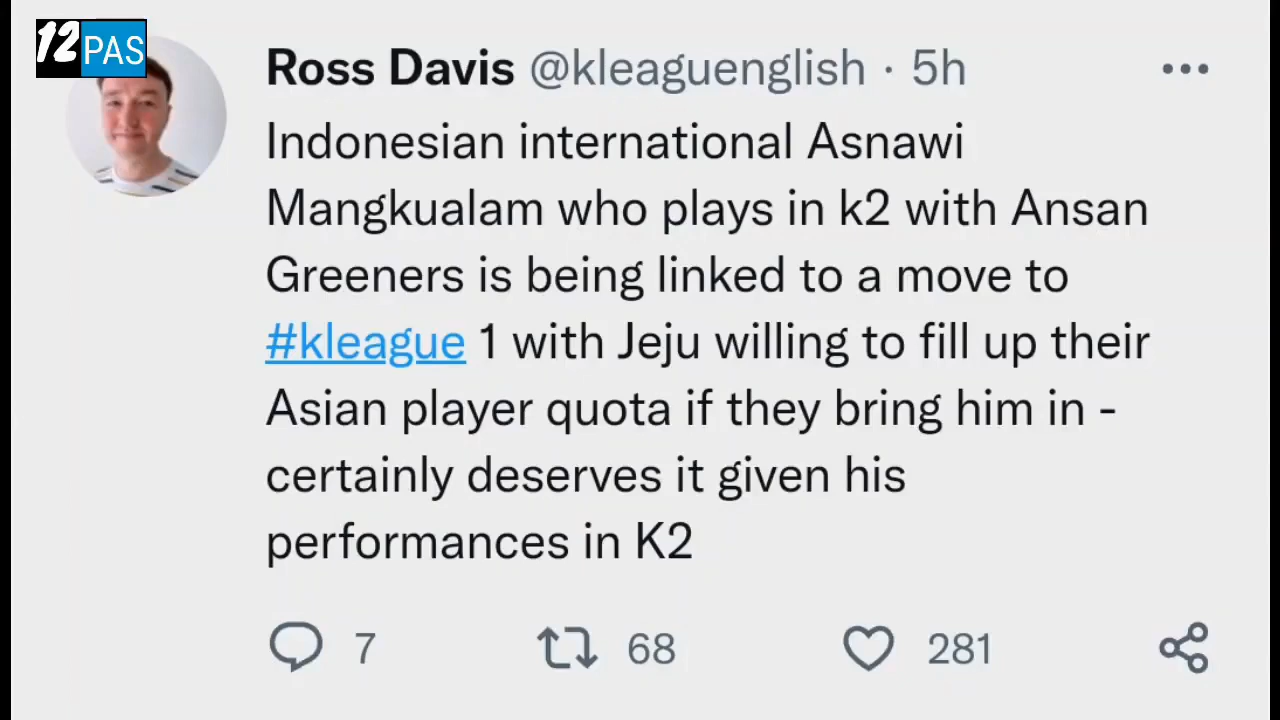 12 PAS
Ross Davis @kleaguenglish · 5h
Indonesian international Asnawi
Mangkualam who plays in k2 with Ansan
Greeners is being linked to a move to
#kleague 1 with Jeju willing to fill up their
Asian player quota if they bring him in -
certainly deserves it given his
performances in K2
7 68 281